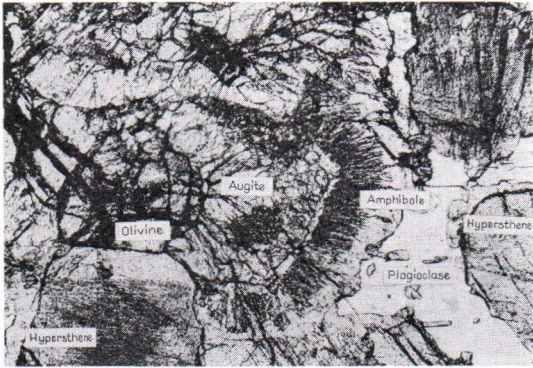 Augite
Amphibole
Hypersthene
Olivine
Plagioclase
Hypersthene